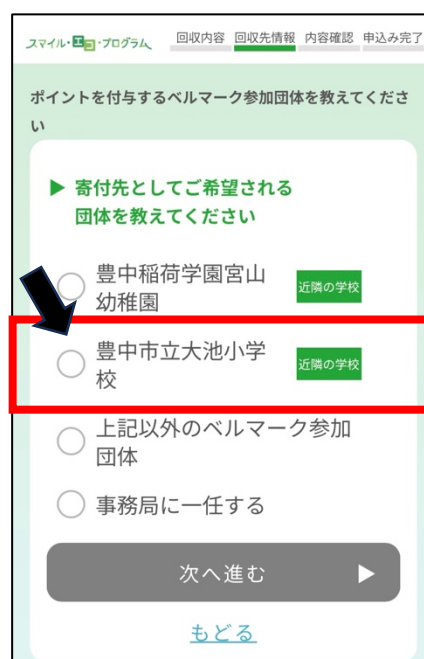 スマイル・エコ・プログラム
回収内容 回収先情報 内容確認 申込み完了
ポイントを付与するベルマーク参加団体を教えてくださ
い
▶ 寄付先としてご希望される
団体を教えてください
豊中稲荷学園宮山
幼稚園
近隣の学校
豊中市立大池小学
校
近隣の学校
上記以外のベルマーク参加
団体
事務局に一任する
次へ進む ▶
もどる